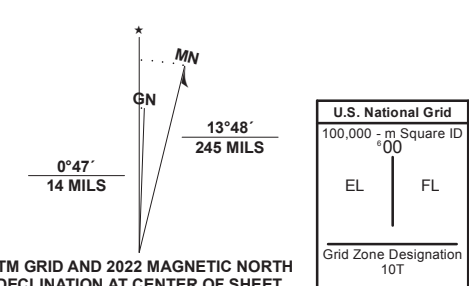 ★
MN
GN
13°48´
245 MILS
0°47´
14 MILS
TM GRID AND 2022 MAGNETIC NORTH
DECLINATION AT CENTER OF SHEET
U.S. National Grid
100,000 - m Square ID
⁶00
EL FL
Grid Zone Designation
10T